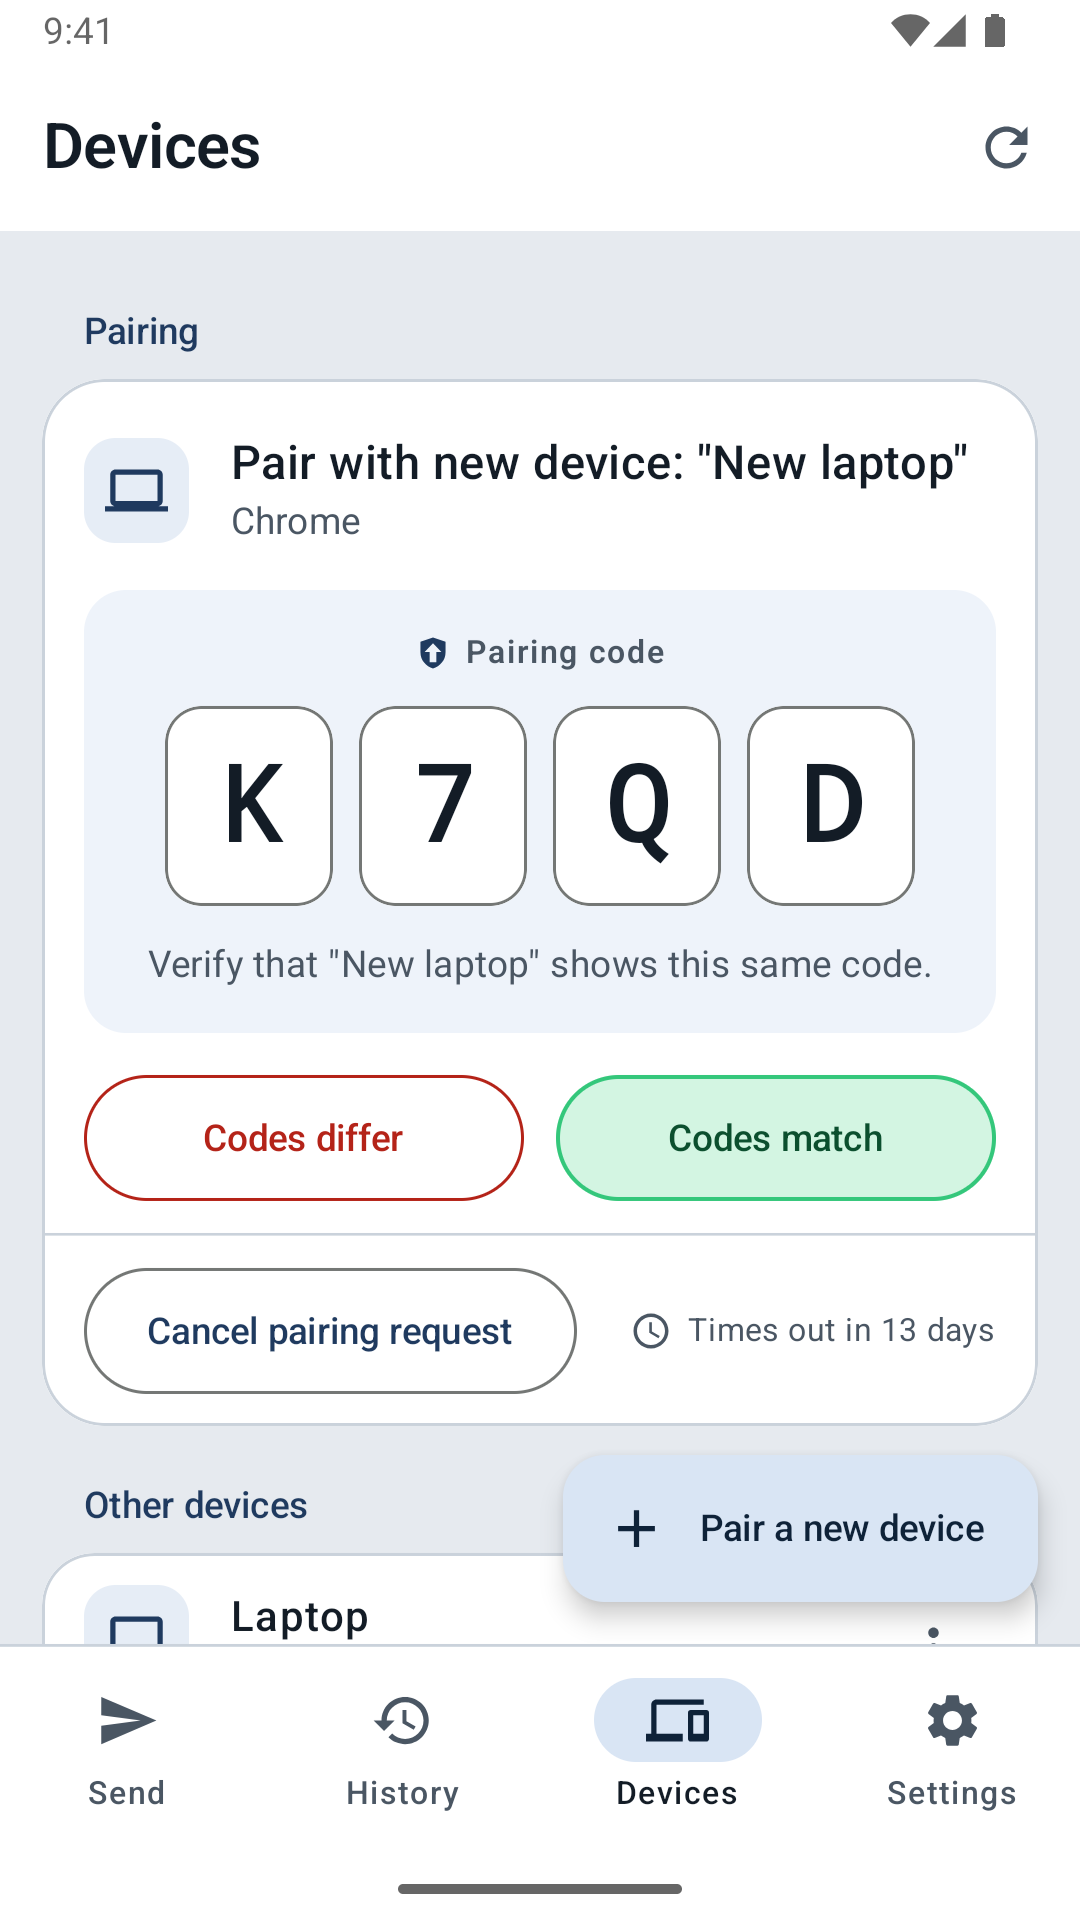 9:41
Devices
Pairing
Pair with new device: "New laptop"
Chrome
Pairing code
K 7 Q D
Verify that "New laptop" shows this same code.
Codes differ
Codes match
Cancel pairing request
Times out in 13 days
Other devices
Pair a new device
Laptop
Send
History
Devices
Settings